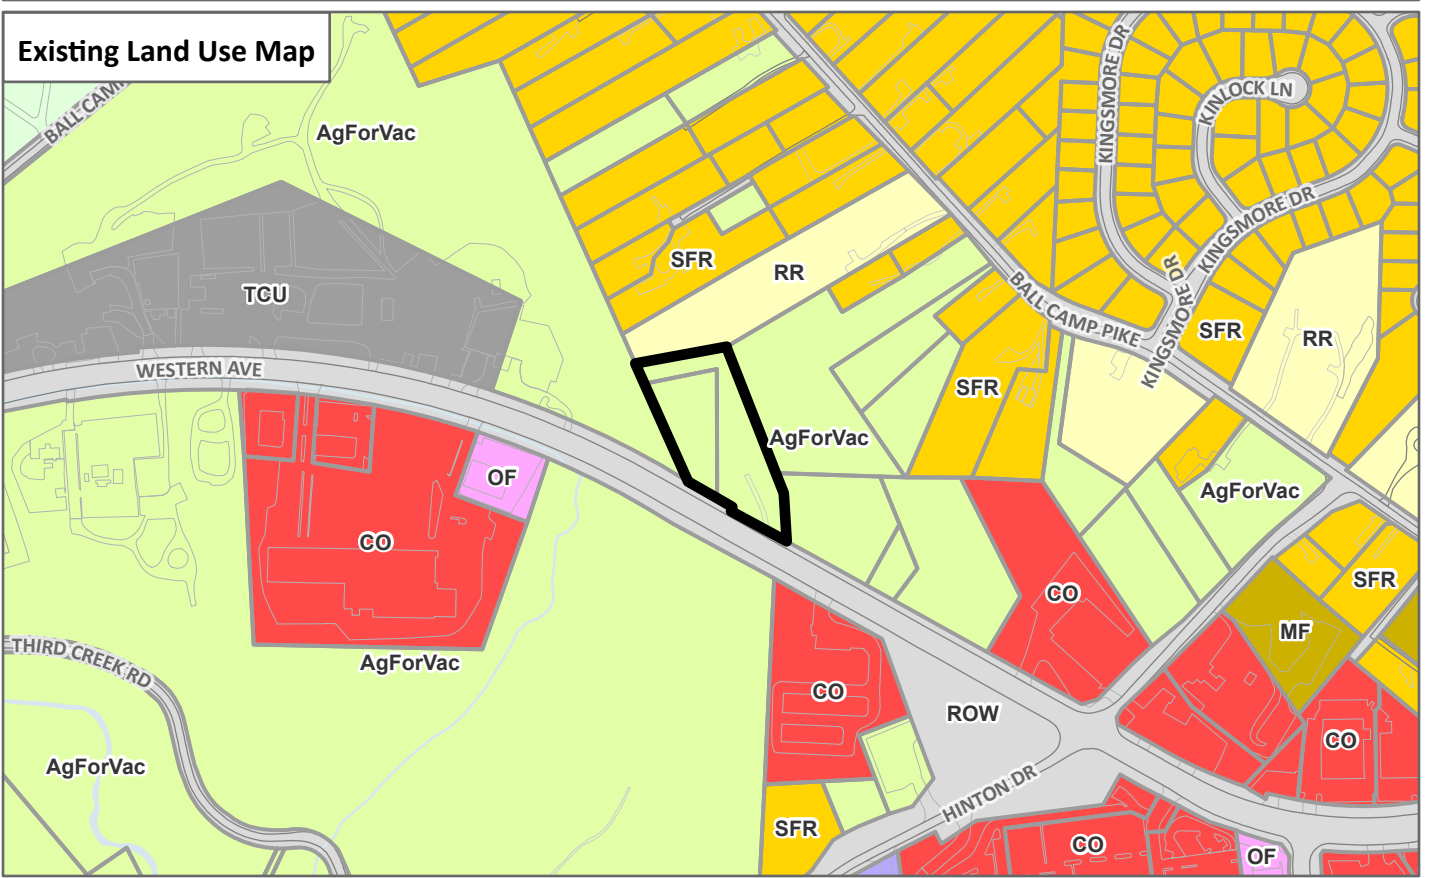 Existing Land Use Map
BALL CAMP
AgForVac
KINGSMORE DR
KINLOCK LN
KINGSMORE DR
KINGSMORE DR
SFR
RR
TCU
BALL CAMP PIKE
SFR
RR
WESTERN AVE
SFR
AgForVac
OF
AgForVac
CO
CO
SFR
MF
THIRD CREEK RD
AgForVac
CO
ROW
CO
AgForVac
HINTON DR
SFR
CO
OF